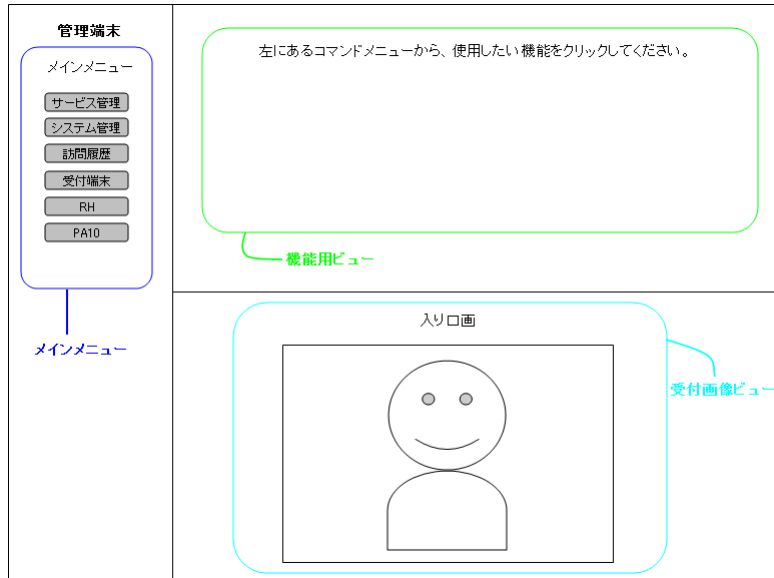 管理端末
メインメニュー
サービス管理
システム管理
訪問履歴
受付端末
RH
PA10
メインメニュー
左にあるコマンドメニューから、使用したい機能をクリックしてください。
機能用ビュー
入り口画
受付画像ビュー